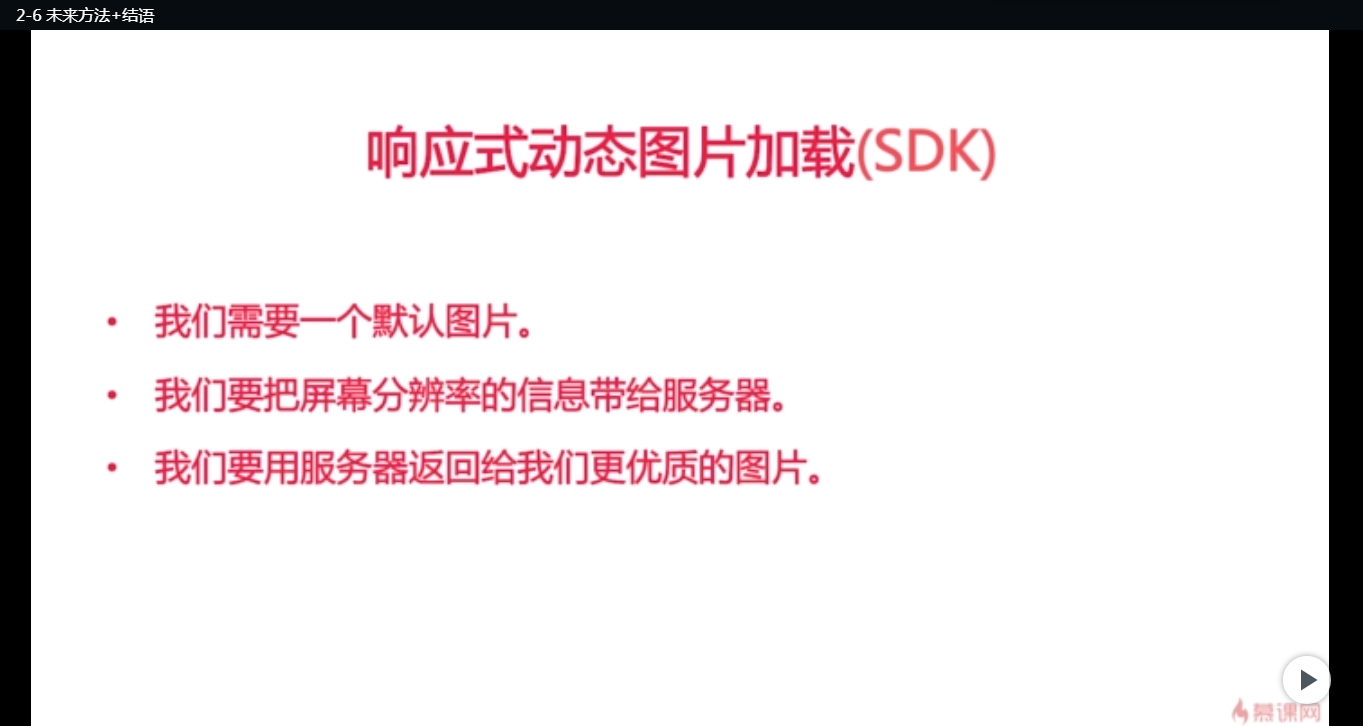 2-6 未来方法+结语
响应式动态图片加载(SDK)
• 我们需要一个默认图片。
• 我们要把屏幕分辨率的信息带给服务器。
• 我们要用服务器返回给我们更优质的图片。
慕课网